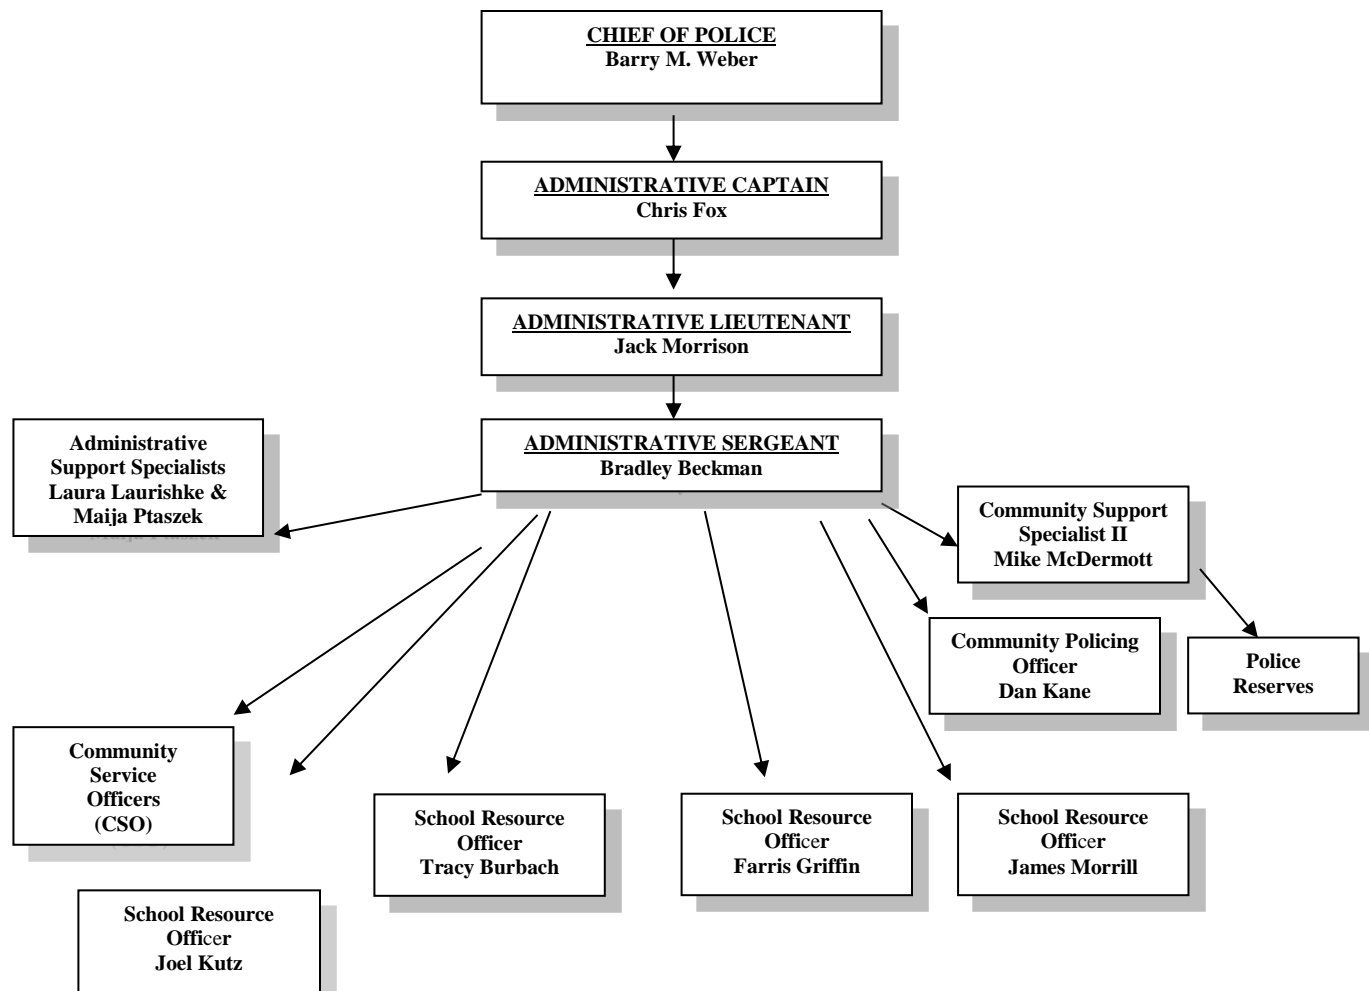 CHIEF OF POLICE
Barry M. Weber
ADMINISTRATIVE CAPTAIN
Chris Fox
ADMINISTRATIVE LIEUTENANT
Jack Morrison
ADMINISTRATIVE SERGEANT
Bradley Beckman
Administrative
Support Specialists
Laura Laurishke &
Maija Ptaszek
Community Support
Specialist II
Mike McDermott
Community Policing
Officer
Dan Kane
Police
Reserves
Community
Service
Officers
(CSO)
School Resource
Officer
Tracy Burbach
School Resource
Officer
Farris Griffin
School Resource
Officer
James Morrill
School Resource
Officer
Joel Kutz